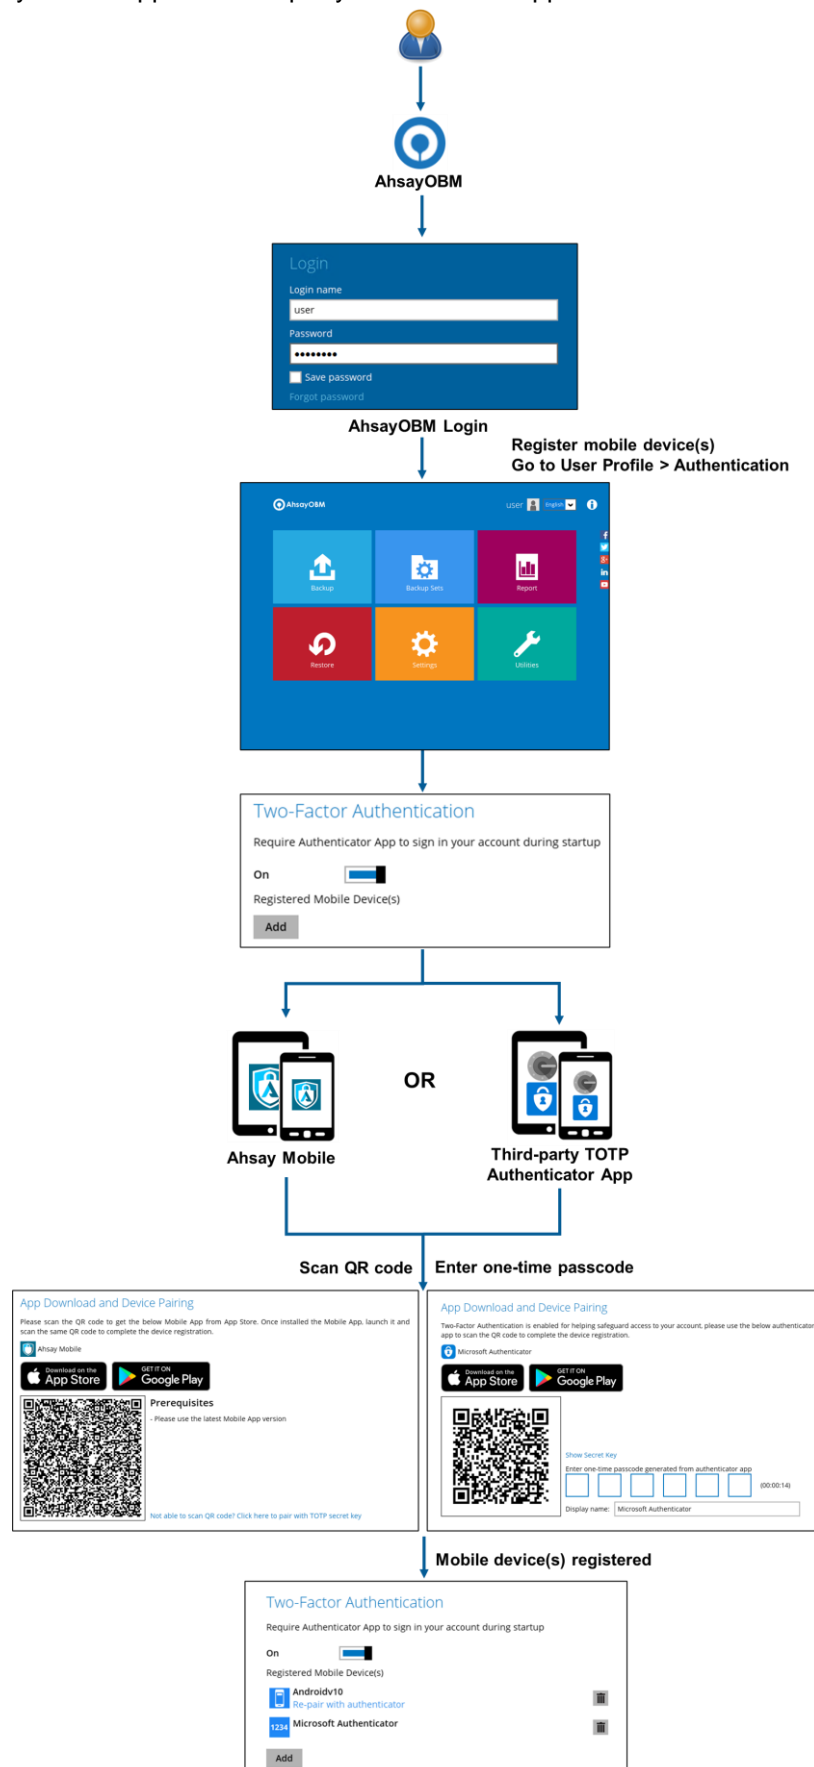 AhsayOBM
Login
Login name
user
Password
Save password
Forgot password
AhsayOBM Login
Register mobile device(s)
Go to User Profile > Authentication
AhsayOBM
user
English
Backup
Backup Sets
Report
Restore
Settings
Utilities
Two-Factor Authentication
Require Authenticator App to sign in your account during startup
On
Registered Mobile Device(s)
Add
OR
Ahsay Mobile
Third-party TOTP
Authenticator App
Scan QR code
Enter one-time passcode
App Download and Device Pairing
Please scan the QR code to get the below Mobile App from App Store. Once installed the Mobile App, launch it and
scan the same QR code to complete the device registration.
Ahsay Mobile
Download on the
App Store
GET IT ON
Google Play
Prerequisites
- Please use the latest Mobile App version
Not able to scan QR code? Click here to pair with TOTP secret key
App Download and Device Pairing
Two-Factor Authentication is enabled for helping safeguard access to your account, please use the below authenticator
app to scan the QR code to complete the device registration.
Microsoft Authenticator
Download on the
App Store
GET IT ON
Google Play
Show Secret Key
Enter one-time passcode generated from authenticator app
(00:00:14)
Display name: Microsoft Authenticator
Mobile device(s) registered
Two-Factor Authentication
Require Authenticator App to sign in your account during startup
On
Registered Mobile Device(s)
Androidv10
Re-pair with authenticator
1234
Microsoft Authenticator
Add